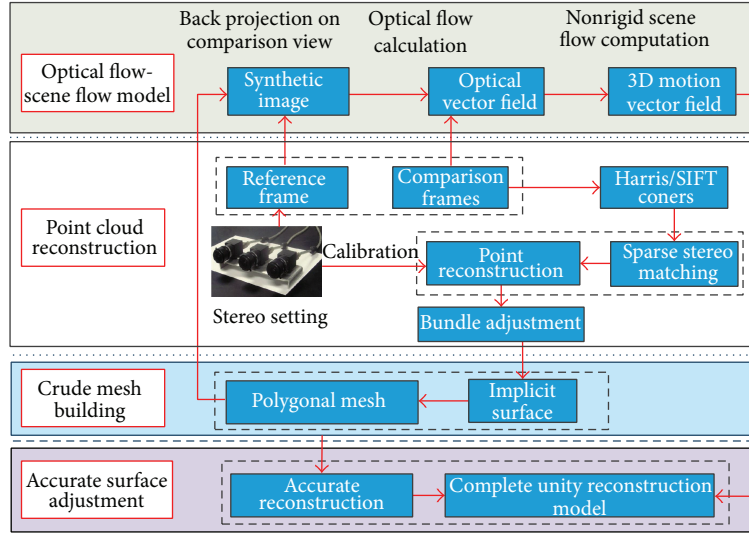 Back projection on
comparison view
Optical flow
calculation
Nonrigid scene
flow computation
Optical flow-
scene flow model
Synthetic
image
Optical
vector field
3D motion
vector field
Point cloud
reconstruction
Reference
frame
Comparison
frames
Harris/SIFT
coners
Calibration
Point
reconstruction
Sparse stereo
matching
Stereo setting
Bundle adjustment
Crude mesh
building
Polygonal mesh
Implicit
surface
Accurate surface
adjustment
Accurate
reconstruction
Complete unity reconstruction
model